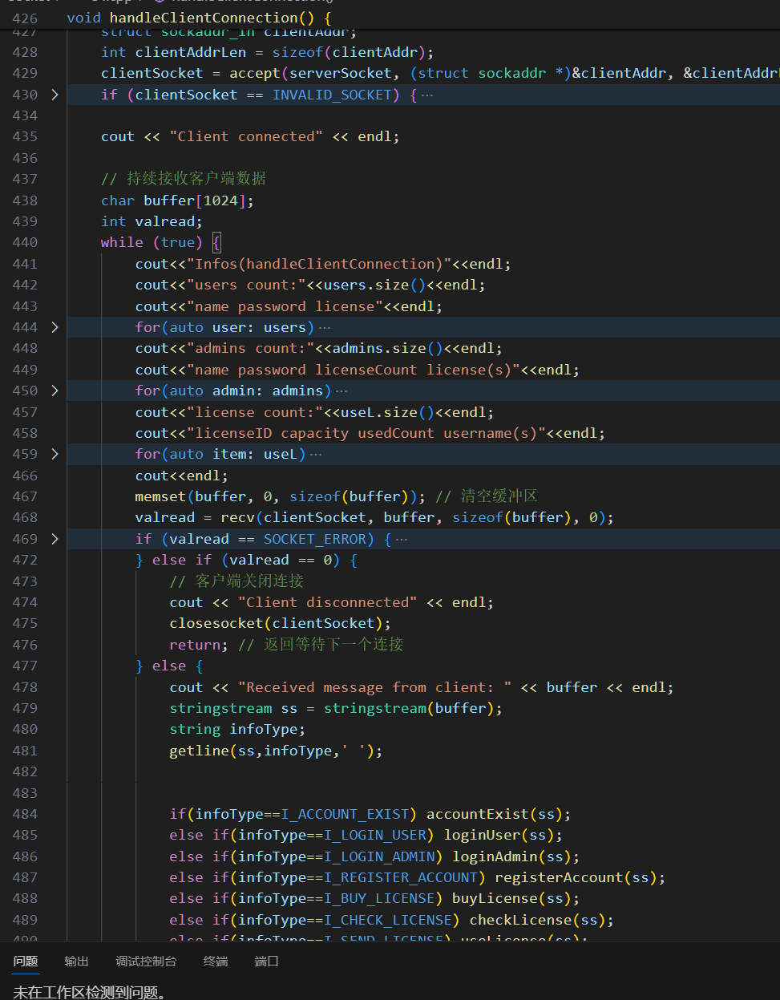 426 void handleClientConnection() {
427 struct sockaddr_in clientAddr;
428 int clientAddrLen = sizeof(clientAddr);
429 clientSocket = accept(serverSocket, (struct sockaddr *)&clientAddr, &clientAddr
430 if (clientSocket == INVALID_SOCKET) {···
434
435 cout << "Client connected" << endl;
436
437 // 持续接收客户端数据
438 char buffer[1024];
439 int valread;
440 while (true) {
441 cout<<"Infos(handleClientConnection)"<<endl;
442 cout<<"users count:"<<users.size()<<endl;
443 cout<<"name password license"<<endl;
444 for(auto user: users)···
448 cout<<"admins count:"<<admins.size()<<endl;
449 cout<<"name password licenseCount license(s)"<<endl;
450 for(auto admin: admins)···
457 cout<<"license count:"<<useL.size()<<endl;
458 cout<<"licenseID capacity usedCount username(s)"<<endl;
459 for(auto item: useL)···
466 cout<<endl;
467 memset(buffer, 0, sizeof(buffer)); // 清空缓冲区
468 valread = recv(clientSocket, buffer, sizeof(buffer), 0);
469 if (valread == SOCKET_ERROR) {···
472 } else if (valread == 0) {
473 // 客户端关闭连接
474 cout << "Client disconnected" << endl;
475 closesocket(clientSocket);
476 return; // 返回等待下一个连接
477 } else {
478 cout << "Received message from client: " << buffer << endl;
479 stringstream ss = stringstream(buffer);
480 string infoType;
481 getline(ss,infoType,' ');
482
483
484 if(infoType==I_ACCOUNT_EXIST) accountExist(ss);
485 else if(infoType==I_LOGIN_USER) loginUser(ss);
486 else if(infoType==I_LOGIN_ADMIN) loginAdmin(ss);
487 else if(infoType==I_REGISTER_ACCOUNT) registerAccount(ss);
488 else if(infoType==I_BUY_LICENSE) buyLicense(ss);
489 else if(infoType==I_CHECK_LICENSE) checkLicense(ss);
490 else if(infoType==I_SEND_LICENSE) useLicense(ss);
问题 输出 调试控制台 终端 端口
未在工作区检测到问题。